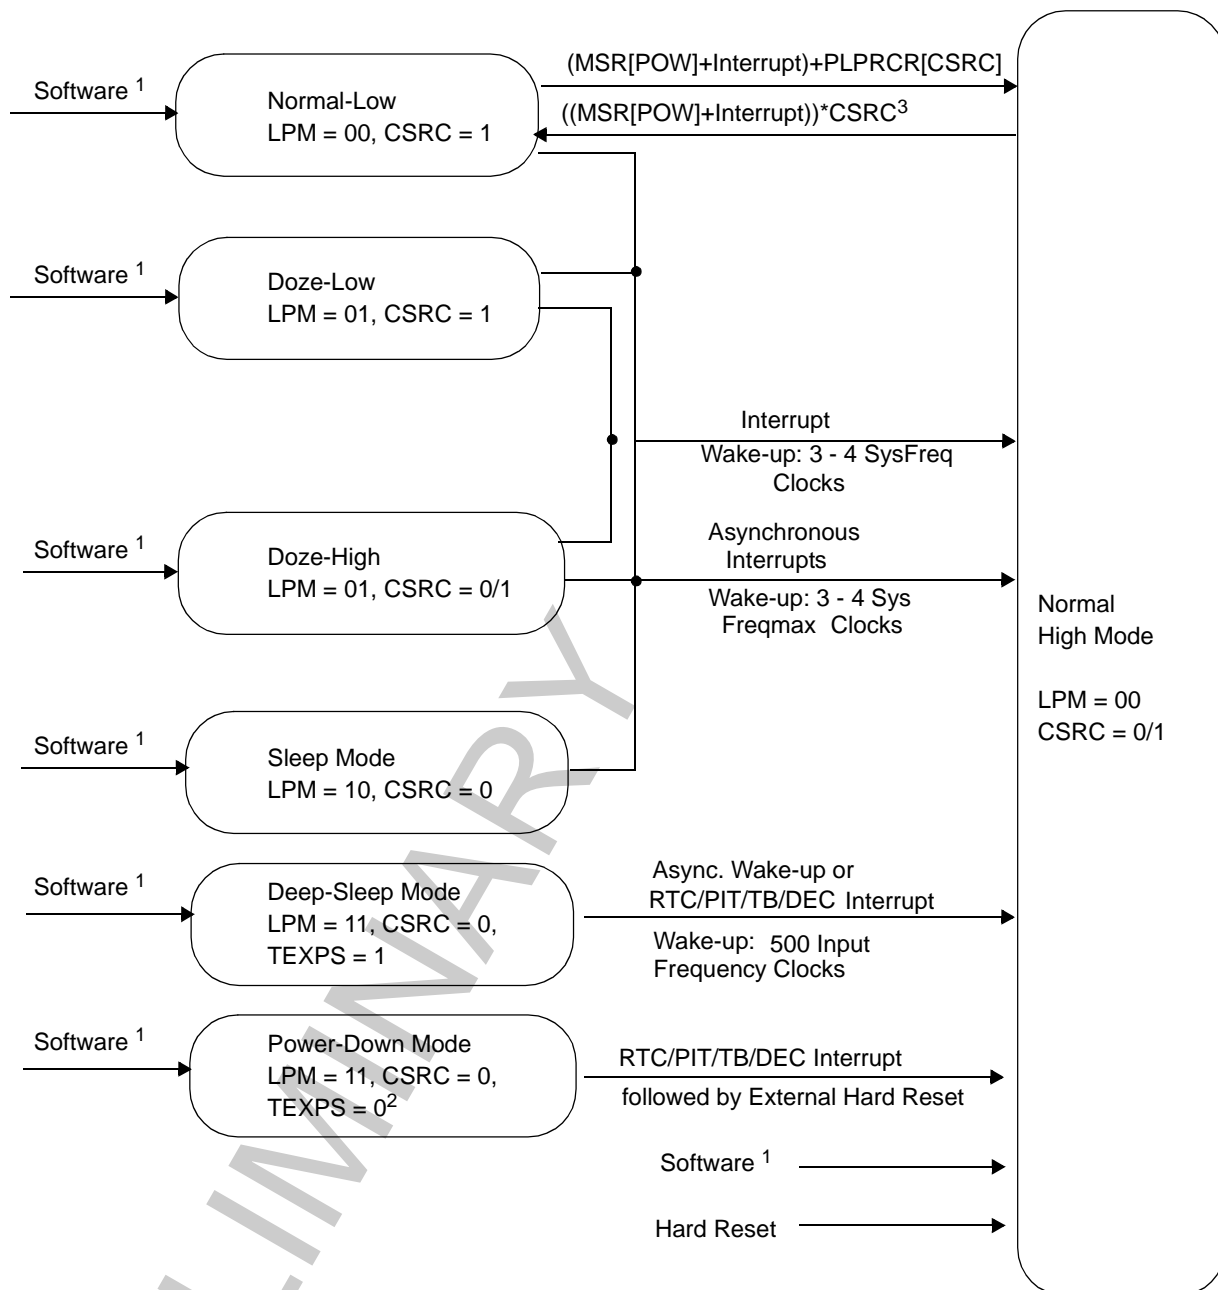 (MSR[POW]+Interrupt)+PLPRCR[CSRC]
Software 1
Normal-Low
LPM = 00, CSRC = 1
((MSR[POW]+Interrupt))*CSRC3
Software 1
Doze-Low
LPM = 01, CSRC = 1
Interrupt
Wake-up: 3 - 4 SysFreq
Clocks
Software 1
Doze-High
LPM = 01, CSRC = 0/1
Asynchronous
Interrupts
Wake-up: 3 - 4 Sys
Freqmax Clocks
Normal
High Mode
LPM = 00
CSRC = 0/1
Software 1
Sleep Mode
LPM = 10, CSRC = 0
Software 1
Deep-Sleep Mode
LPM = 11, CSRC = 0,
TEXPS = 1
Async. Wake-up or
RTC/PIT/TB/DEC Interrupt
Wake-up: 500 Input
Frequency Clocks
Software 1
Power-Down Mode
LPM = 11, CSRC = 0,
TEXPS = 02
RTC/PIT/TB/DEC Interrupt
followed by External Hard Reset
Software 1
Hard Reset
LIMINARY